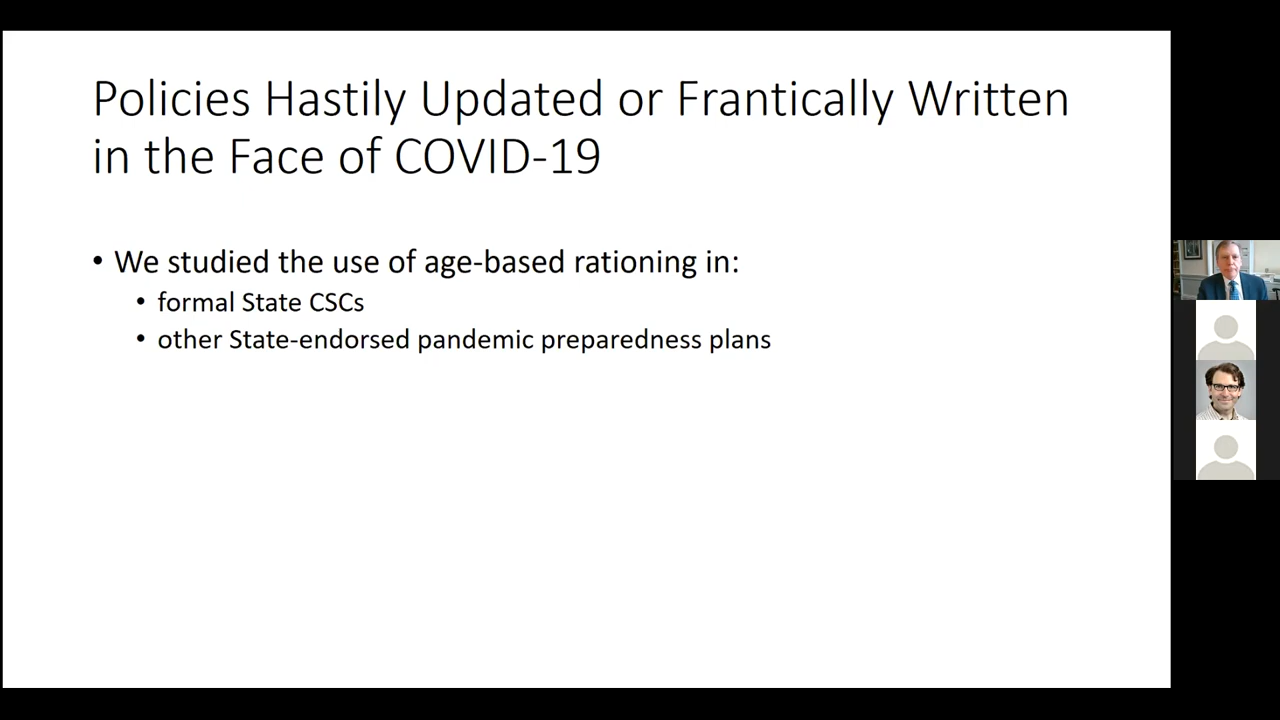 Policies Hastily Updated or Frantically Written
in the Face of COVID-19
• We studied the use of age-based rationing in:
• formal State CSCs
• other State-endorsed pandemic preparedness plans